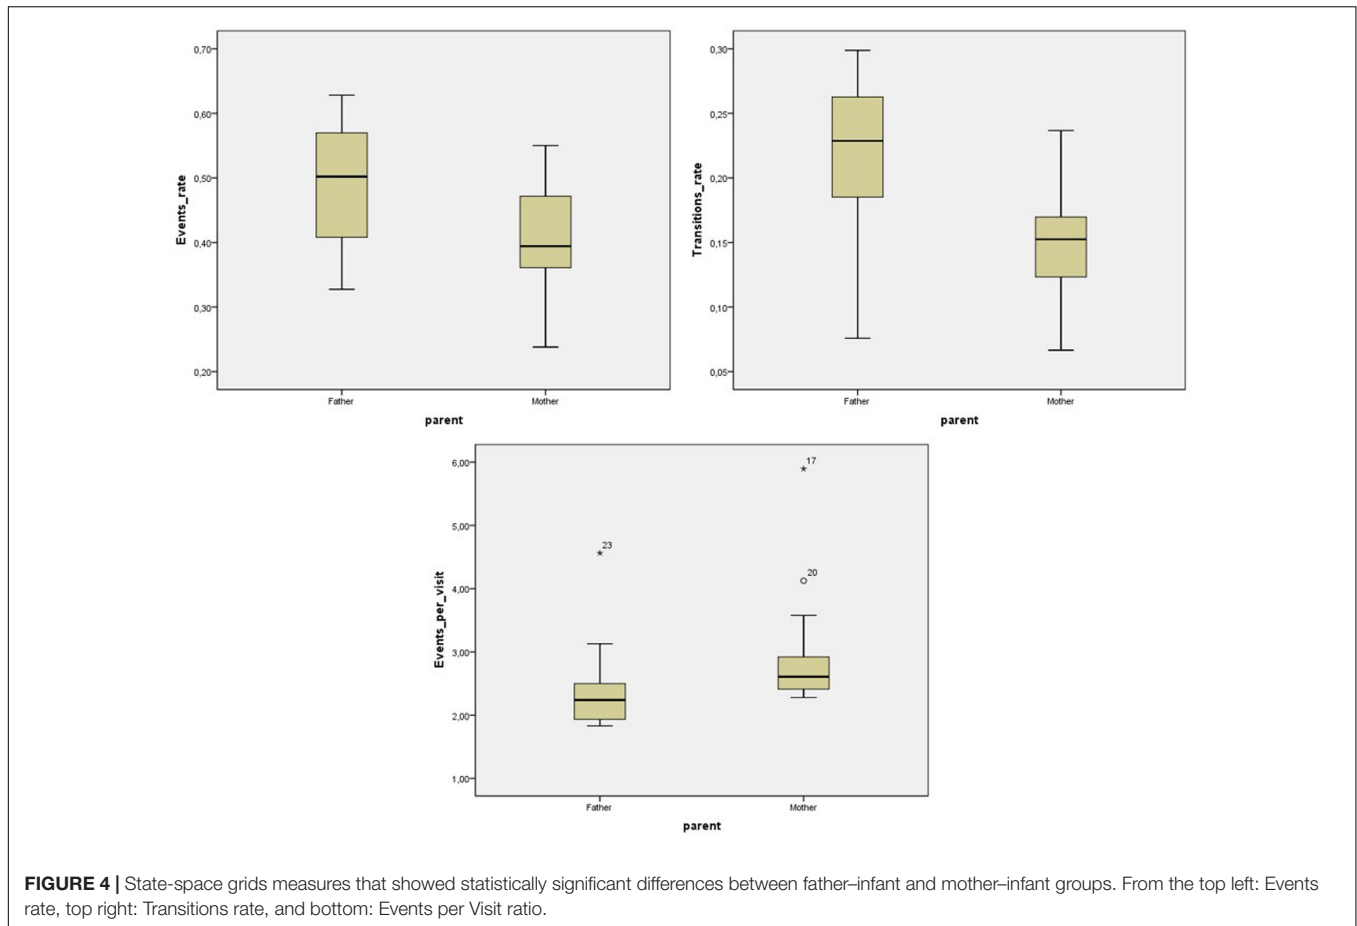 0,70
0,60
0,50
0,40
0,30
0,20
Events_rate
Father
Mother
parent
0,30
0,25
0,20
0,15
0,10
0,05
Transitions_rate
Father
Mother
parent
6,00
5,00
4,00
3,00
2,00
1,00
Events_per_visit
23
17
20
Father
Mother
parent
FIGURE 4 | State-space grids measures that showed statistically significant differences between father–infant and mother–infant groups. From the top left: Events
rate, top right: Transitions rate, and bottom: Events per Visit ratio.